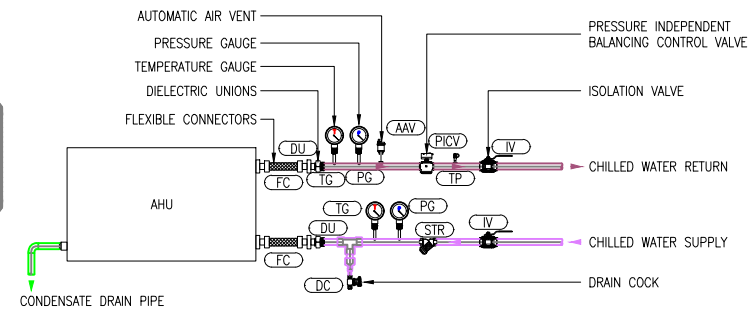 AUTOMATIC AIR VENT
PRESSURE GAUGE
TEMPERATURE GAUGE
DIELECTRIC UNIONS
FLEXIBLE CONNECTORS
PRESSURE INDEPENDENT
BALANCING CONTROL VALVE
ISOLATION VALVE
AAV
PICV
IV
DU
FC
TG
PG
TP
CHILLED WATER RETURN
AHU
TG
PG
DU
STR
IV
CHILLED WATER SUPPLY
FC
DC
DRAIN COCK
CONDENSATE DRAIN PIPE